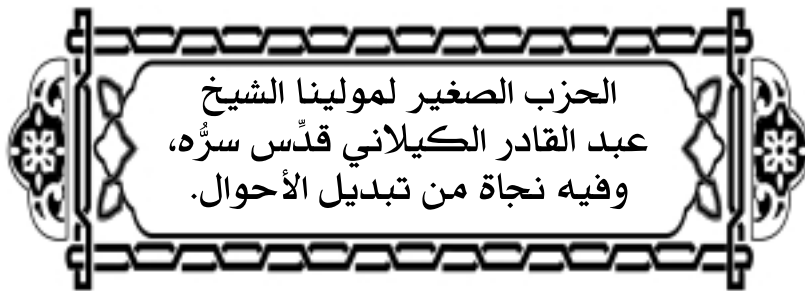 الحزب الصغير لمولينا الشيخ
عبد القادر الكيلاني قدِّس سرُّه،
وفيه نجاة من تبديل الأحوال.